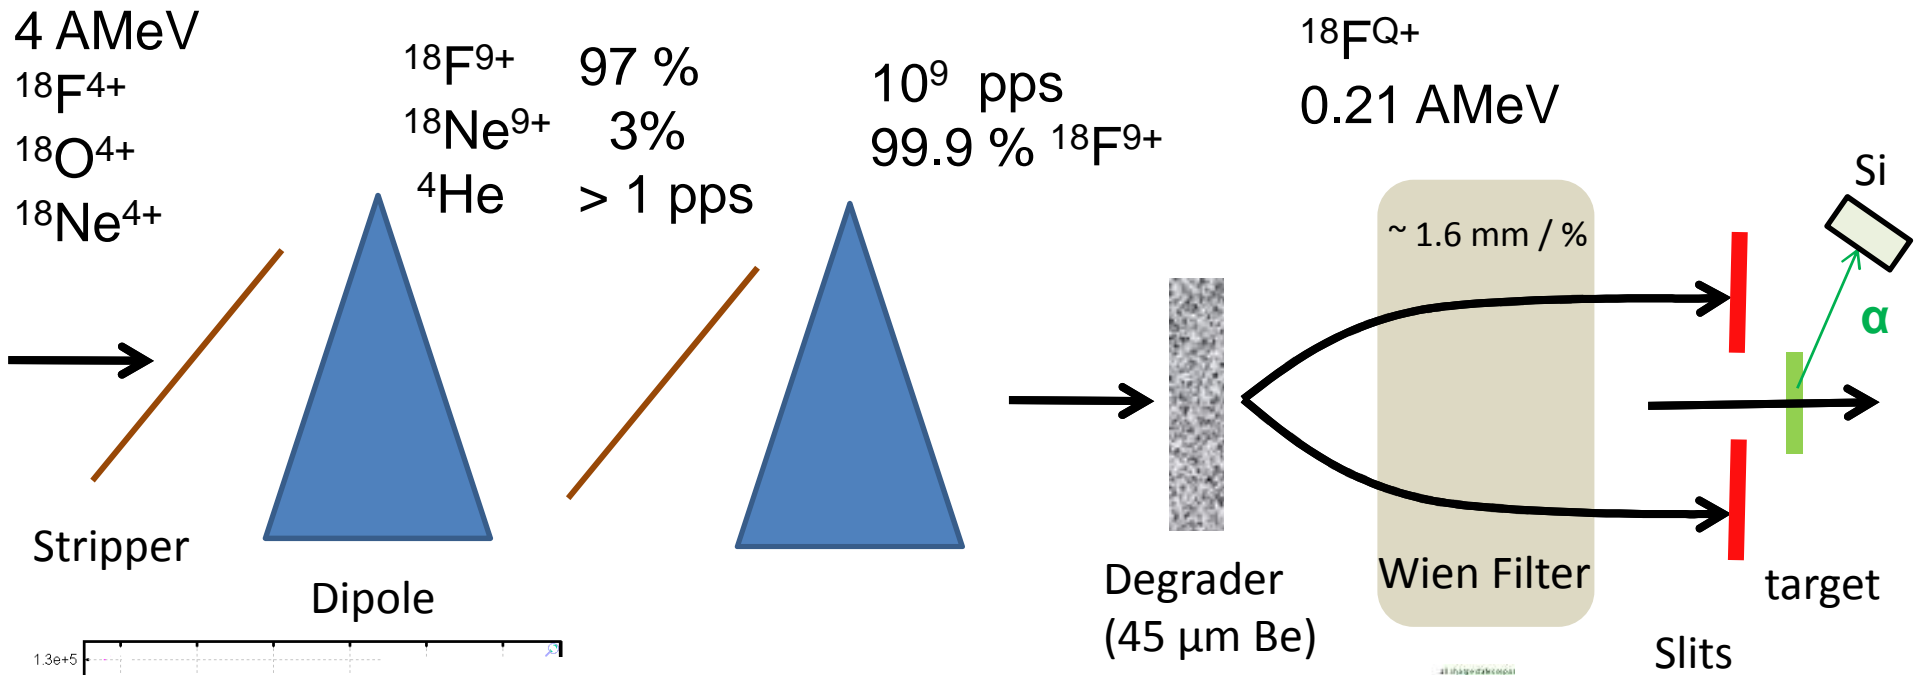 4 AMeV
¹⁸F⁴⁺
¹⁸O⁴⁺
¹⁸Ne⁴⁺
¹⁸F⁹⁺ 97 %
¹⁸Ne⁹⁺ 3%
⁴He > 1 pps
10⁹ pps
99.9 % ¹⁸F⁹⁺
¹⁸F^Q⁺
0.21 AMeV
~ 1.6 mm / %
Si
α
Stripper
Dipole
Degrader
(45 µm Be)
Wien Filter
target
Slits
1.3e+5